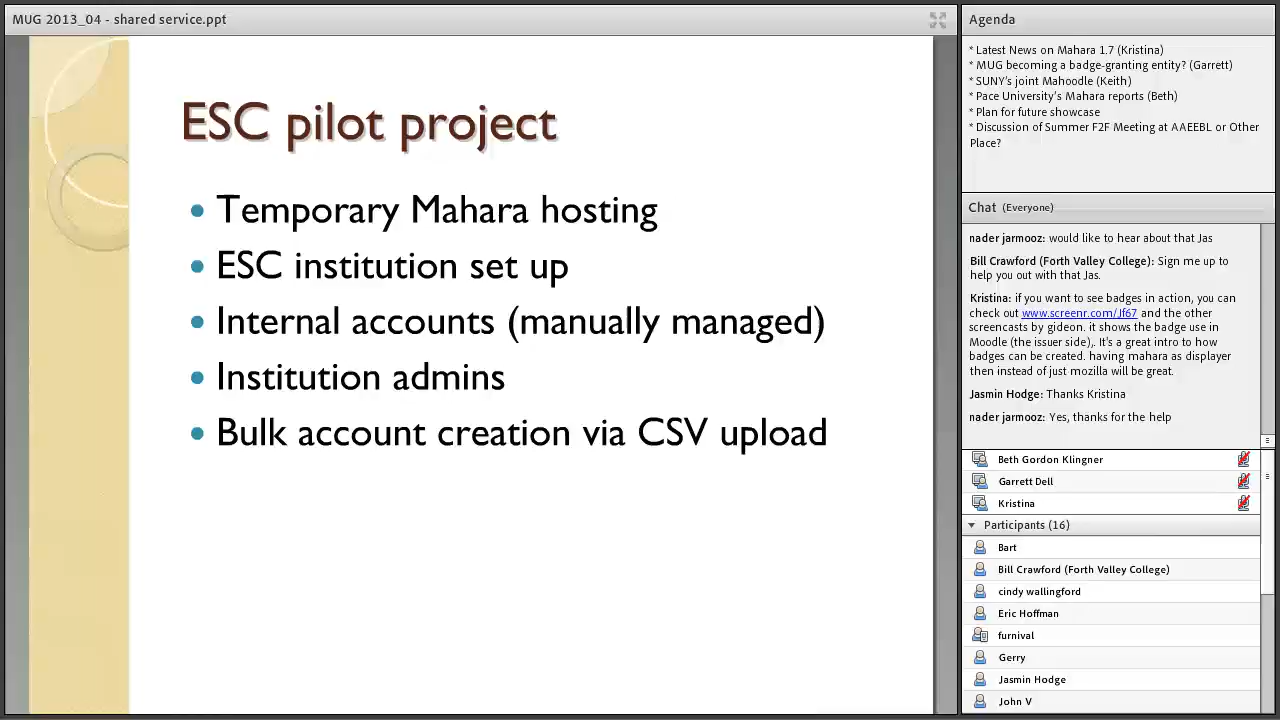 MUG 2013_04 - shared service.ppt
ESC pilot project
• Temporary Mahara hosting
• ESC institution set up
• Internal accounts (manually managed)
• Institution admins
• Bulk account creation via CSV upload
Agenda
* Latest News on Mahara 1.7 (Kristina)
* MUG becoming a badge-granting entity? (Garrett)
* SUNY's joint Mahoodle (Keith)
* Pace University's Mahara reports (Beth)
* Plan for future showcase
* Discussion of Summer F2F Meeting at AAEEBL or Other
Place?
Chat (Everyone)
nader jarmooz: would like to hear about that Jas
Bill Crawford (Forth Valley College): Sign me up to
help you out with that Jas.
Kristina: if you want to see badges in action, you can
check out www.screenr.com/Jf67 and the other
screencasts by gideon. it shows the badge use in
Moodle (the issuer side),. It's a great intro to how
badges can be created. having mahara as displayer
then instead of just mozilla will be great.
Jasmin Hodge: Thanks Kristina
nader jarmooz: Yes, thanks for the help
Beth Gordon Klingner
Garrett Dell
Kristina
Participants (16)
Bart
Bill Crawford (Forth Valley College)
cindy wallingford
Eric Hoffman
furnival
Gerry
Jasmin Hodge
John V